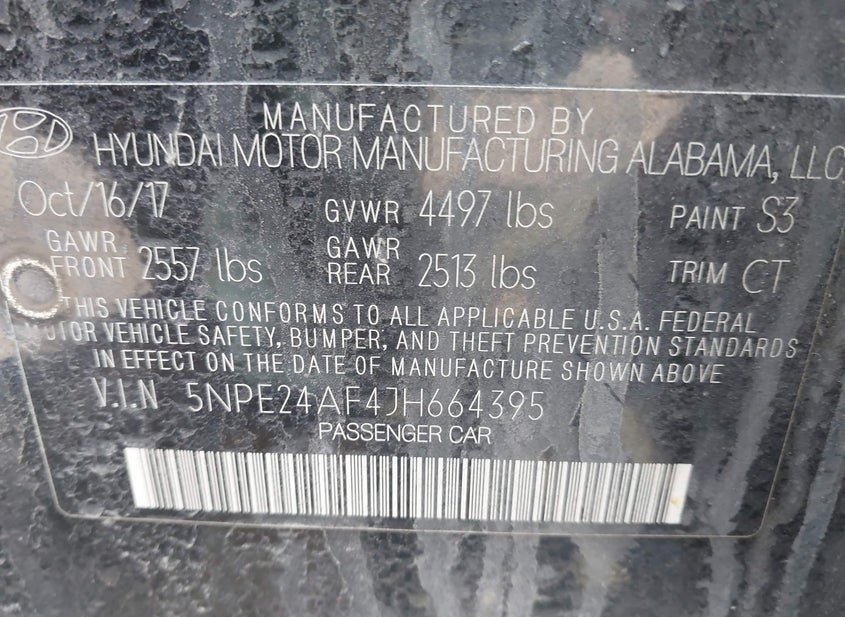 MANUFACTURED BY
HYUNDAI MOTOR MANUFACTURING ALABAMA, LLC
Oct/16/17 GVWR 4497 lbs PAINT S3
GAWR FRONT 2557 lbs GAWR REAR 2513 lbs TRIM CT
THIS VEHICLE CONFORMS TO ALL APPLICABLE U.S.A. FEDERAL
MOTOR VEHICLE SAFETY, BUMPER, AND THEFT PREVENTION STANDARDS
IN EFFECT ON THE DATE OF MANUFACTURE SHOWN ABOVE
V.I.N 5NPE24AF4JH664395
PASSENGER CAR